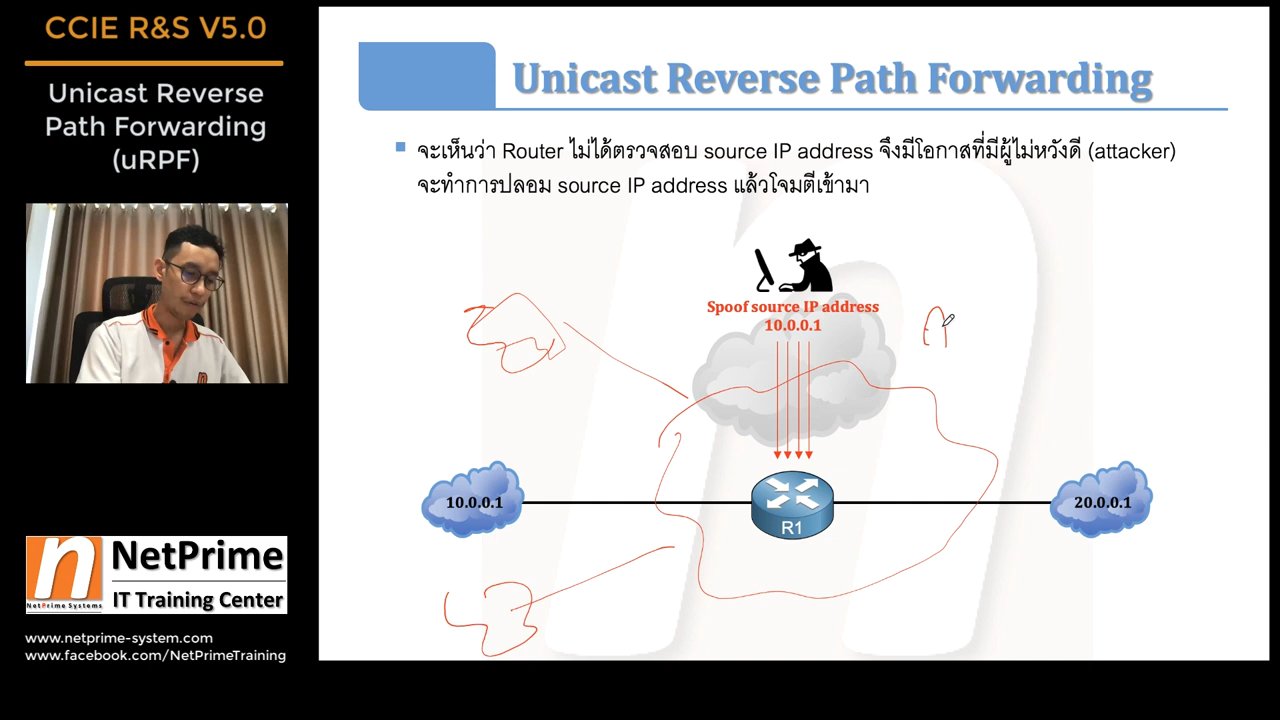 CCIE R&S V5.0
Unicast Reverse
Path Forwarding
(uRPF)
NetPrime
IT Training Center
NetPrime Systems
www.netprime-system.com
www.facebook.com/NetPrimeTraining
Unicast Reverse Path Forwarding
จะเห็นว่า Router ไม่ได้ตรวจสอบ source IP address จึงมีโอกาสที่มีผู้ไม่หวังดี (attacker)
จะทำการปลอม source IP address แล้วโจมตีเข้ามา
Spoof source IP address
10.0.0.1
10.0.0.1
R1
20.0.0.1